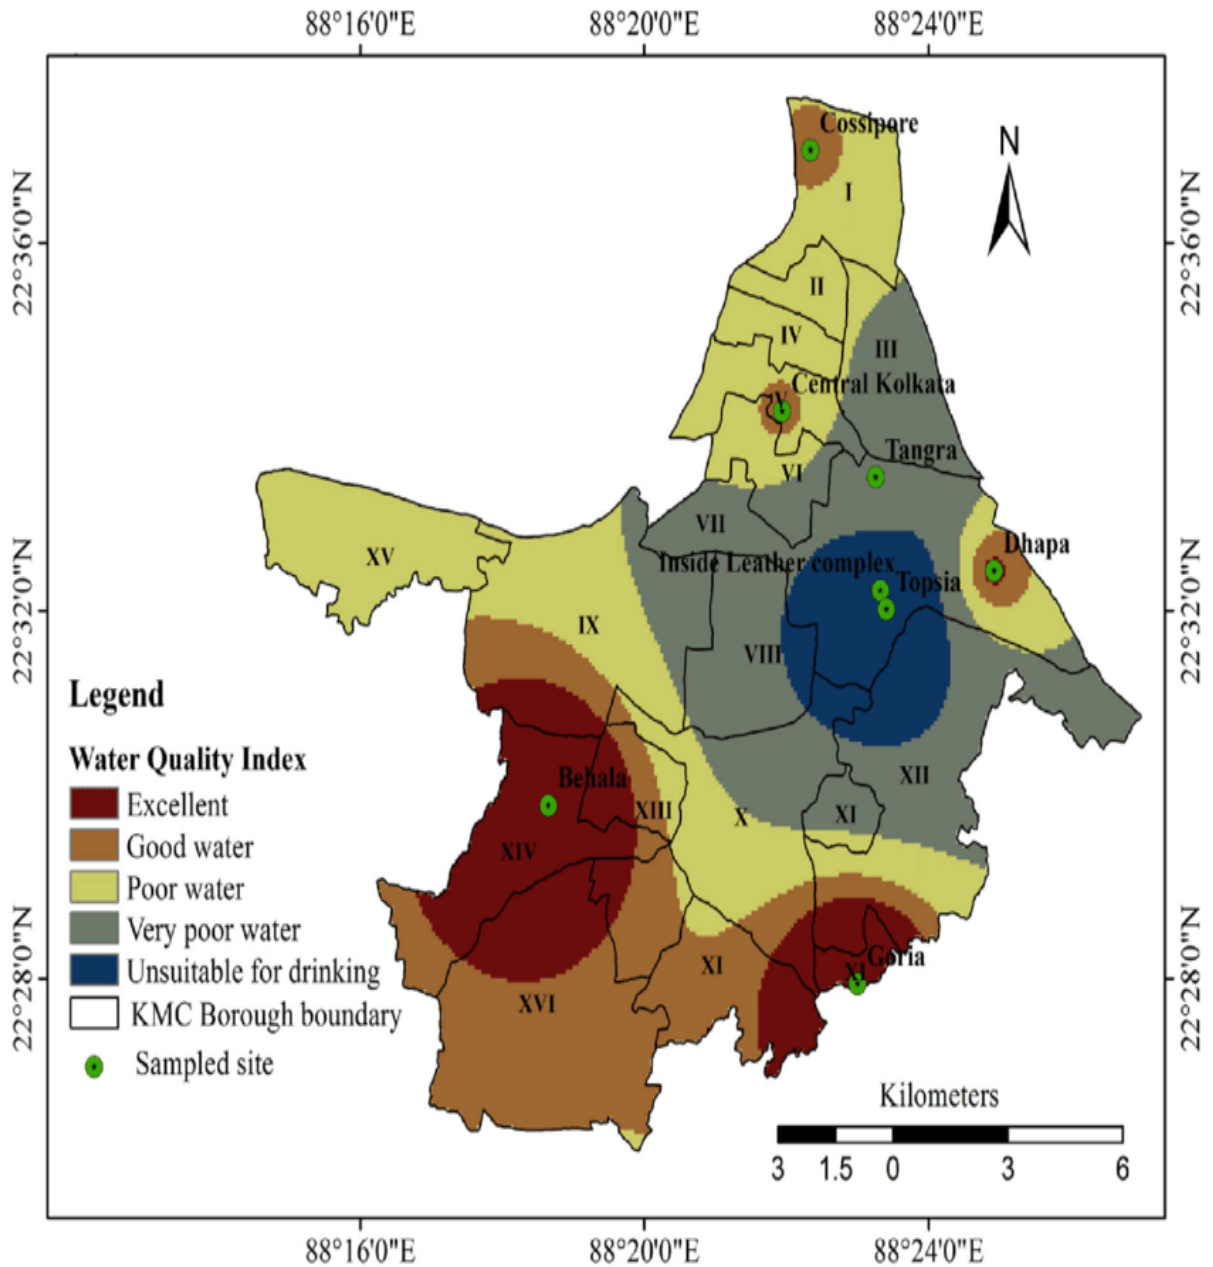 88°16'0"E 88°20'0"E 88°24'0"E
Cossipore
N
I
22°36'0"N
22°36'0"N
II
IV
III
Central Kolkata
V
Tangra
VI
VII
Dhapa
XV
Inside Leather complex
Topsia
22°32'0"N
22°32'0"N
IX
VIII
Legend
Water Quality Index
Excellent
Good water
Poor water
Very poor water
Unsuitable for drinking
KMC Borough boundary
Sampled site
Behala
XII
XIII
X
XI
XIV
Goria
XI
XI
XVI
22°28'0"N
22°28'0"N
Kilometers
3 1.5 0 3 6
88°16'0"E 88°20'0"E 88°24'0"E